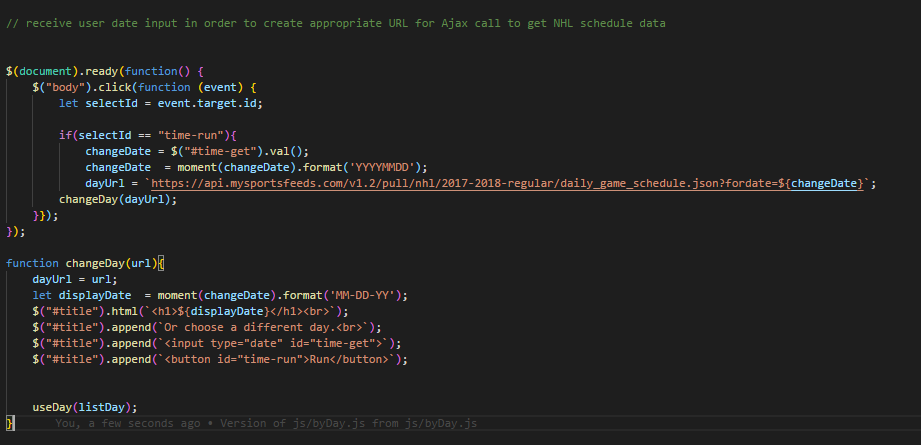 // receive user date input in order to create appropriate URL for Ajax call to get NHL schedule data
$(document).ready(function() {
$("body").click(function (event) {
let selectId = event.target.id;
if(selectId == "time-run"){
changeDate = $("#time-get").val();
changeDate  = moment(changeDate).format('YYYYMMDD');
dayUrl = `https://api.mysportsfeeds.com/v1.2/pull/nhl/2017-2018-regular/daily_game_schedule.json?fordate=${changeDate}`;
changeDay(dayUrl);
}});
});
function changeDay(url){
dayUrl = url;
let displayDate  = moment(changeDate).format('MM-DD-YY');
$("#title").html(`<h1>${displayDate}</h1><br>`);
$("#title").append(`Or choose a different day.<br>`);
$("#title").append(`<input type="date" id="time-get">`);
$("#title").append(`<button id="time-run">Run</button>`);
useDay(listDay);
} You, a few seconds ago • Version of js/byDay.js from js/byDay.js